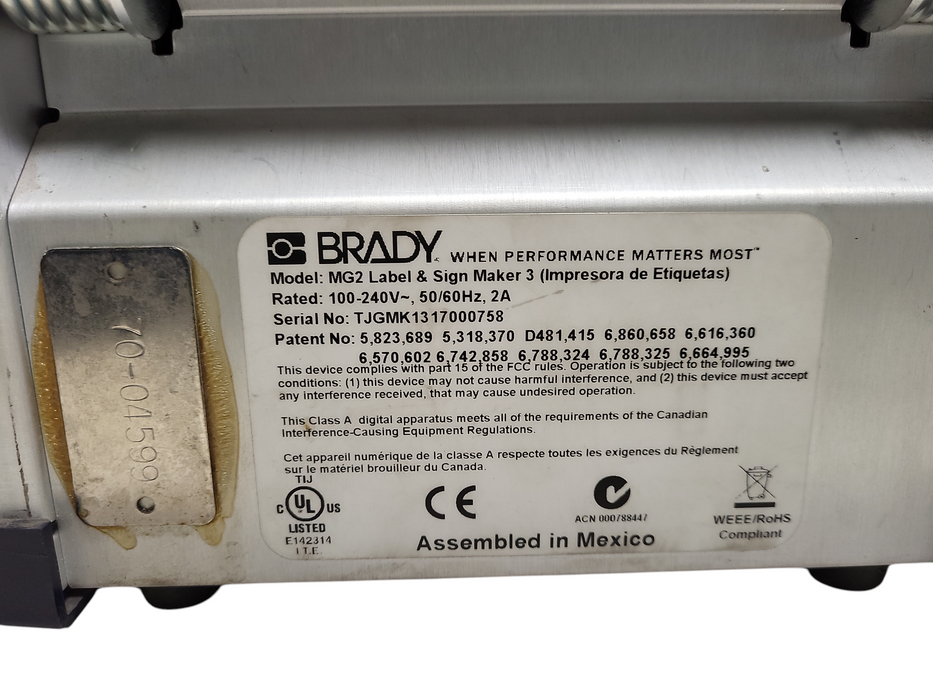 BRADY. WHEN PERFORMANCE MATTERS MOST™
Model: MG2 Label & Sign Maker 3 (Impresora de Etiquetas)
Rated: 100-240V~, 50/60Hz, 2A
Serial No: TJGMK1317000758
Patent No: 5,823,689 5,318,370 D481,415 6,860,658 6,616,360
6,570,602 6,742,858 6,788,324 6,788,325 6,664,995
This device complies with part 15 of the FCC rules. Operation is subject to the following two
conditions: (1) this device may not cause harmful interference, and (2) this device must accept
any interference received, that may cause undesired operation.
This Class A digital apparatus meets all of the requirements of the Canadian
Interference-Causing Equipment Regulations.
Cet appareil numérique de la classe A respecte toutes les exigences du Règlement
sur le matériel brouilleur du Canada.
TIJ
C UL US
LISTED
E142314
I.T.E.
CE
ACN 000788447
WEEE/RoHS
Compliant
Assembled in Mexico
70-04599